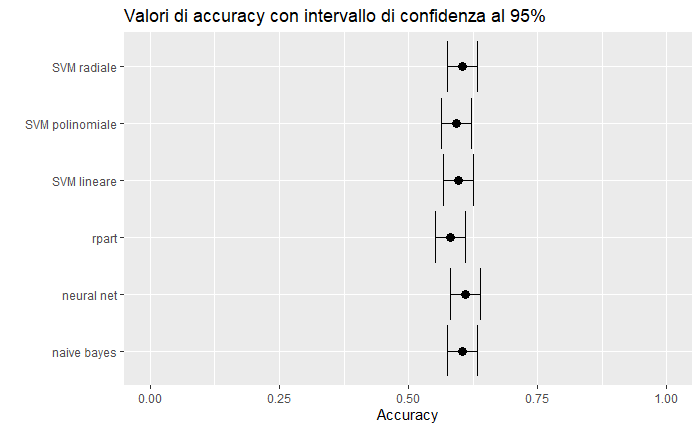 Valori di accuracy con intervallo di confidenza al 95%
SVM radiale
SVM polinomiale
SVM lineare
rpart
neural net
naive bayes
0.00 0.25 0.50 0.75 1.00
Accuracy